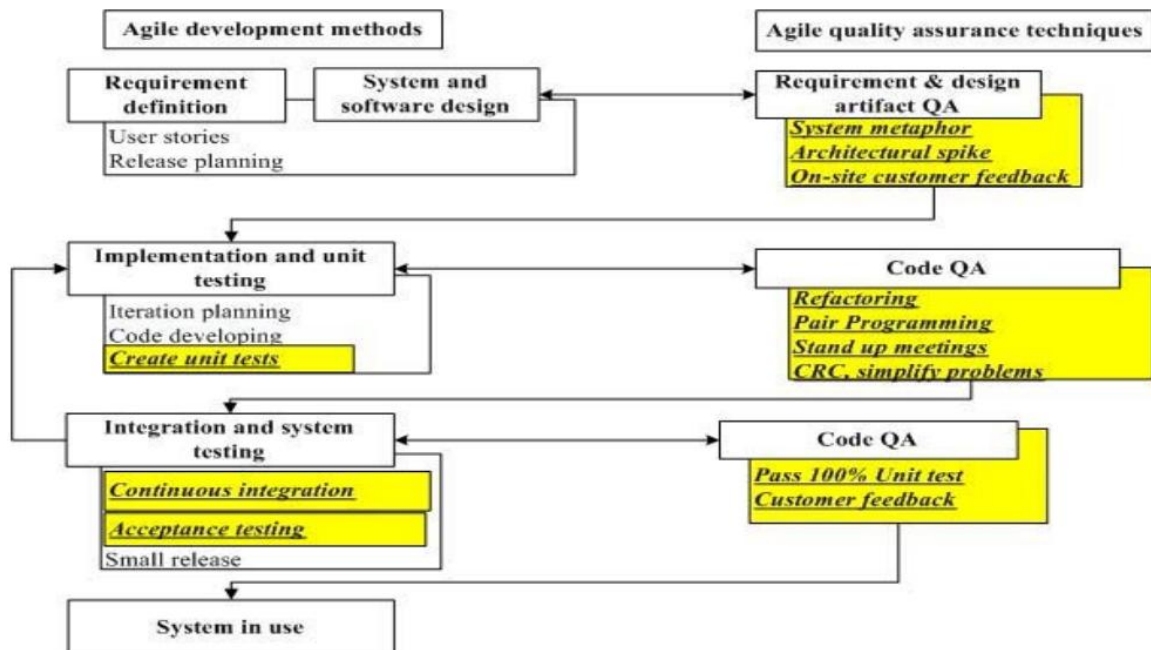 Agile development methods
Agile quality assurance techniques
Requirement
definition
System and
software design
Requirement & design
artifact QA
User stories
Release planning
System metaphor
Architectural spike
On-site customer feedback
Implementation and unit
testing
Code QA
Iteration planning
Code developing
Create unit tests
Refactoring
Pair Programming
Stand up meetings
CRC, simplify problems
Integration and system
testing
Code QA
Continuous integration
Acceptance testing
Small release
Pass 100% Unit test
Customer feedback
System in use